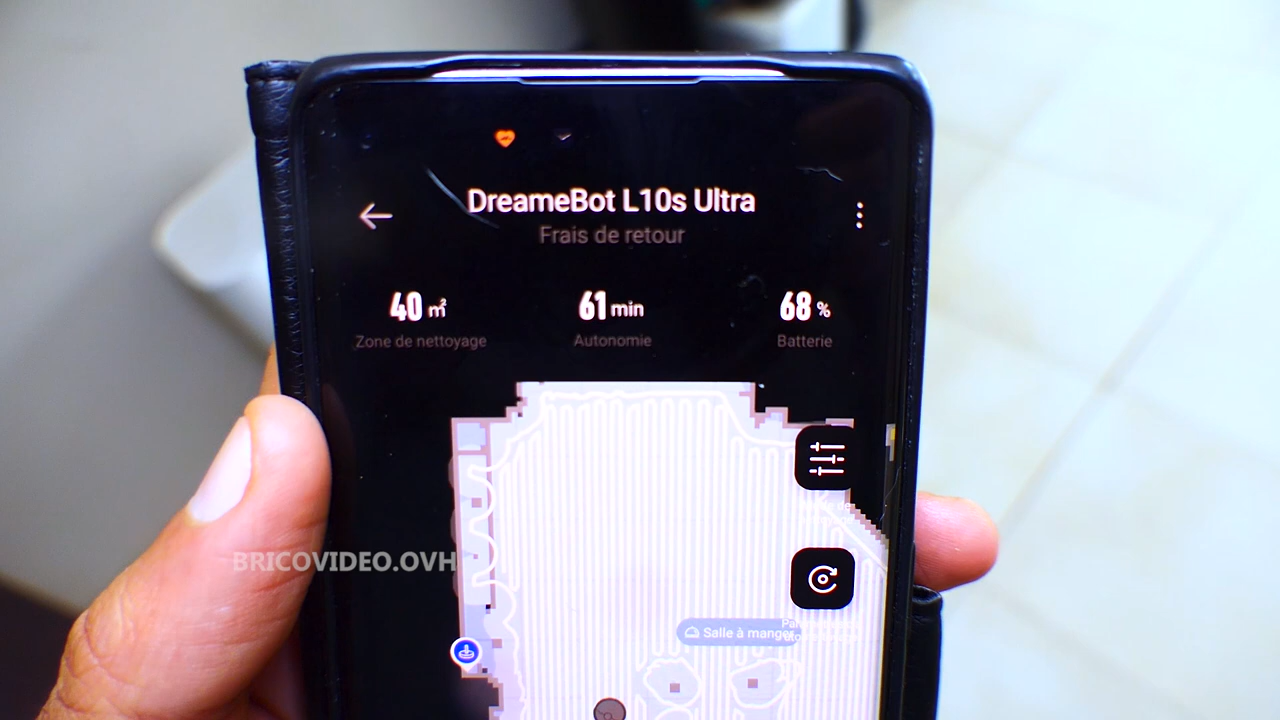 DreameBot L10s Ultra
Frais de retour
40 m²
61 min
68 %
Zone de nettoyage
Autonomie
Batterie
BRICOVIDEO.OVH
Salle à manger